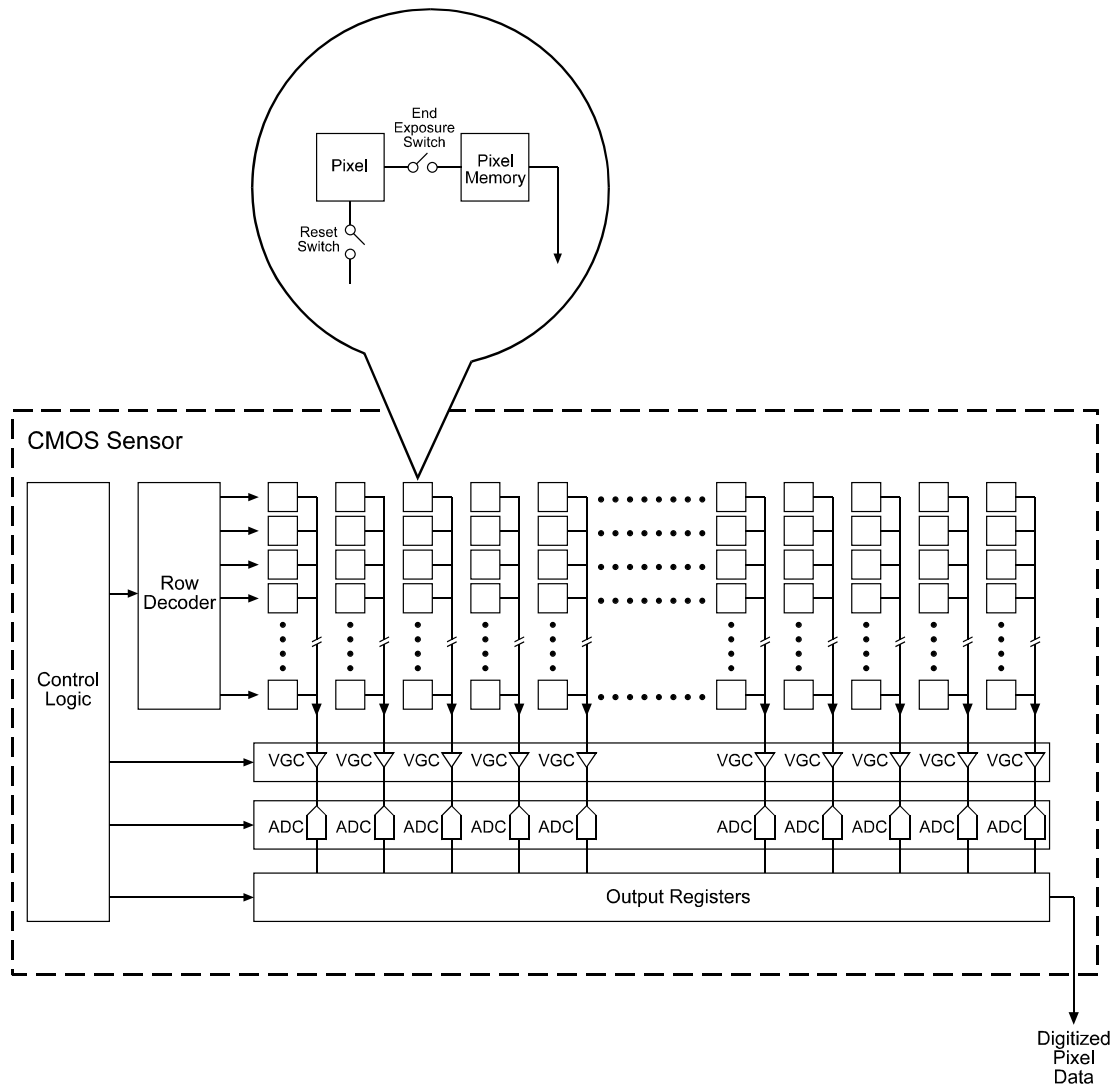 End
Exposure
Switch
Pixel
Pixel
Memory
Reset
Switch
CMOS Sensor
Row
Decoder
Control
Logic
VGC VGC VGC VGC VGC VGC VGC VGC VGC VGC
ADC ADC ADC ADC ADC ADC ADC ADC ADC ADC
Output Registers
Digitized
Pixel
Data